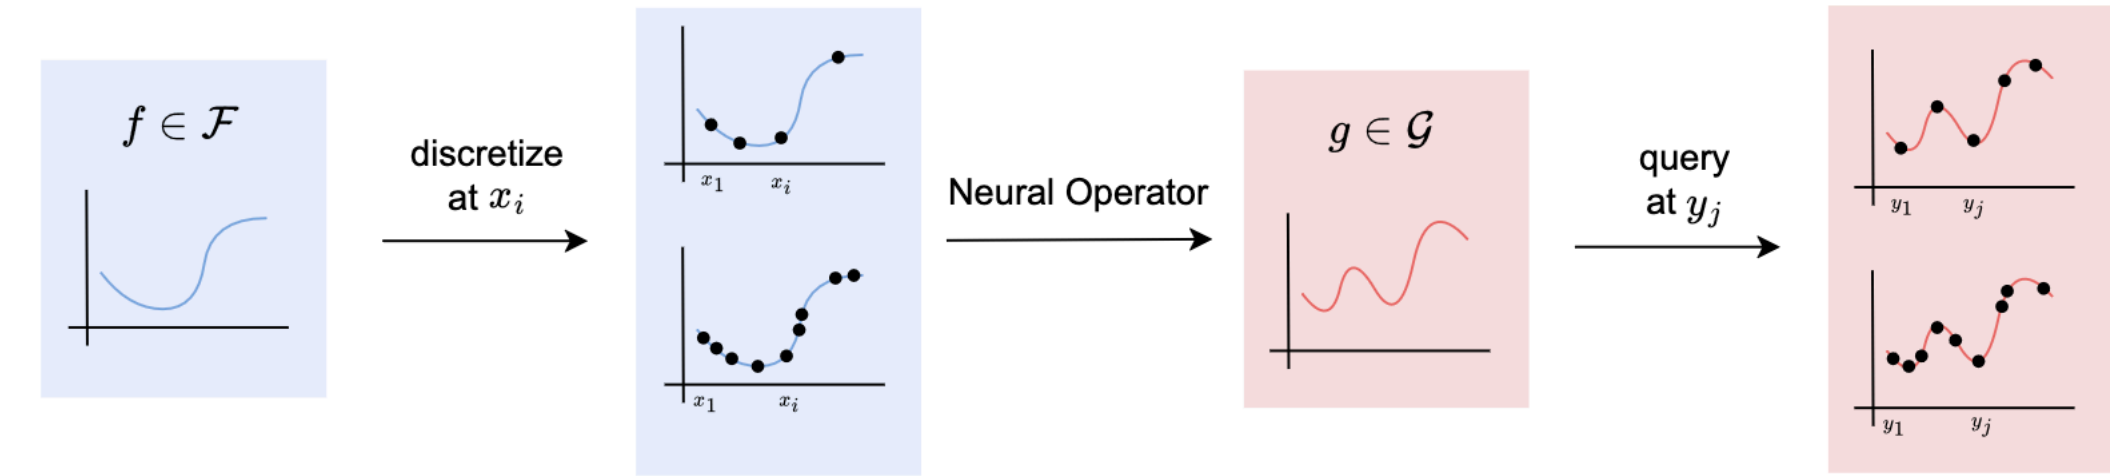 f ∈ ℱ
discretize
at xᵢ
x₁ xᵢ
x₁ xᵢ
Neural Operator
g ∈ 𝒢
query
at yⱼ
y₁ yⱼ
y₁ yⱼ